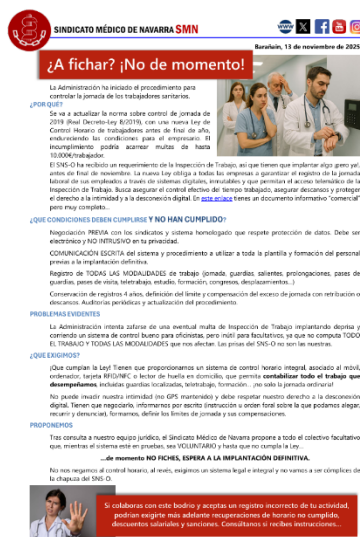 SINDICATO MÉDICO DE NAVARRA SMN
www
Barañain, 13 de noviembre de 2025
¿A fichar? ¡No de momento!
La Administración ha iniciado el procedimiento para
controlar la jornada de los trabajadores sanitarios.
¿POR QUÉ?
Se va a actualizar la norma sobre control de jornada de
2019 (Real Decreto-Ley 8/2019), con una nueva Ley de
Control Horario de trabajadores antes de final de año,
endureciendo las condiciones para el empresario. El
incumplimiento podría acarrear multas de hasta
10.000€/trabajador.
El SNS-O ha recibido un requerimiento de la Inspección de Trabajo, así que tienen que implantar algo ¡pero ya!,
antes de final de noviembre. La nueva Ley obliga a todas las empresas a garantizar el registro de la jornada
laboral de sus empleados a través de sistemas digitales, inmutables y que permitan el acceso telemático de la
Inspección de Trabajo. Busca asegurar el control efectivo del tiempo trabajado, asegurar descansos y proteger
el derecho a la intimidad y a la desconexión digital. En este enlace tienes un documento informativo "comercial"
pero muy completo..
¿QUE CONDICIONES DEBEN CUMPLIRSE Y NO HAN CUMPLIDO?
Negociación PREVIA con los sindicatos y sistema homologado que respete protección de datos. Debe ser
electrónico y NO INTRUSIVO en tu privacidad.
COMUNICACIÓN ESCRITA del sistema y procedimiento a utilizar a toda la plantilla y formación del personal
previas a la implantación definitiva.
Registro de TODAS LAS MODALIDADES de trabajo (jornada, guardias, salientes, prolongaciones, pases de
guardias, pases de visita, teletrabajo, estudio, formación, congresos, desplazamientos...)
Conservación de registros 4 años, definición del límite y compensación del exceso de jornada con retribución o
descansos. Auditorías periódicas y actualización del procedimiento.
PROBLEMAS EVIDENTES
La Administración intenta zafarse de una eventual malta de Inspección de Trabajo implantando deprisa y
corriendo un sistema de control bueno para oficinistas, pero inútil para facultativos, ya que no computa TODO
EL TRABAJO Y TODAS LAS MODALIDADES que nos afectan. Las prisas del SNS-O no son las nuestras.
¿QUE EXIGIMOS?
¡Que cumplan la Ley! Tienen que proporcionarnos un sistema de control horario integral, asociado al móvil,
ordenador, tarjeta RFID/NFC o lector de huella en domicilio, que permita contabilizar todo el trabajo que
desempeñamos, incluidas guardias localizadas, teletrabajo, formación... ¡no solo la jornada ordinaria!
No puede invadir nuestra intimidad (no GPS mantenido) y debe respetar nuestro derecho a la desconexión
digital. Tienen que negociarlo, informarnos por escrito (instrucción u orden foral sobre la que podamos alegar,
recurrir y denunciar), formarnos, definir los límites de jornada y sus compensaciones.
PROPONEMOS
Tras consulta a nuestro equipo jurídico, el Sindicato Médico de Navarra propone a todo el colectivo facultativo
que, mientras el sistema esté en pruebas, sea VOLUNTARIO y hasta que no cumpla la Ley...
...de momento NO FICHES, ESPERA A LA IMPLANTACIÓN DEFINITIVA.
No nos negamos al control horario, al revés, exigimos un sistema legal e integral y no vamos a ser cómplices de
la chapuza del SNS-O.
Si colaboras con este bodrio y aceptas un registro incorrecto de tu actividad,
podrían exigirte más adelante recuperaciones de horario no cumplido,
descuentos salariales y sanciones. Consúltanos si recibes instrucciones...